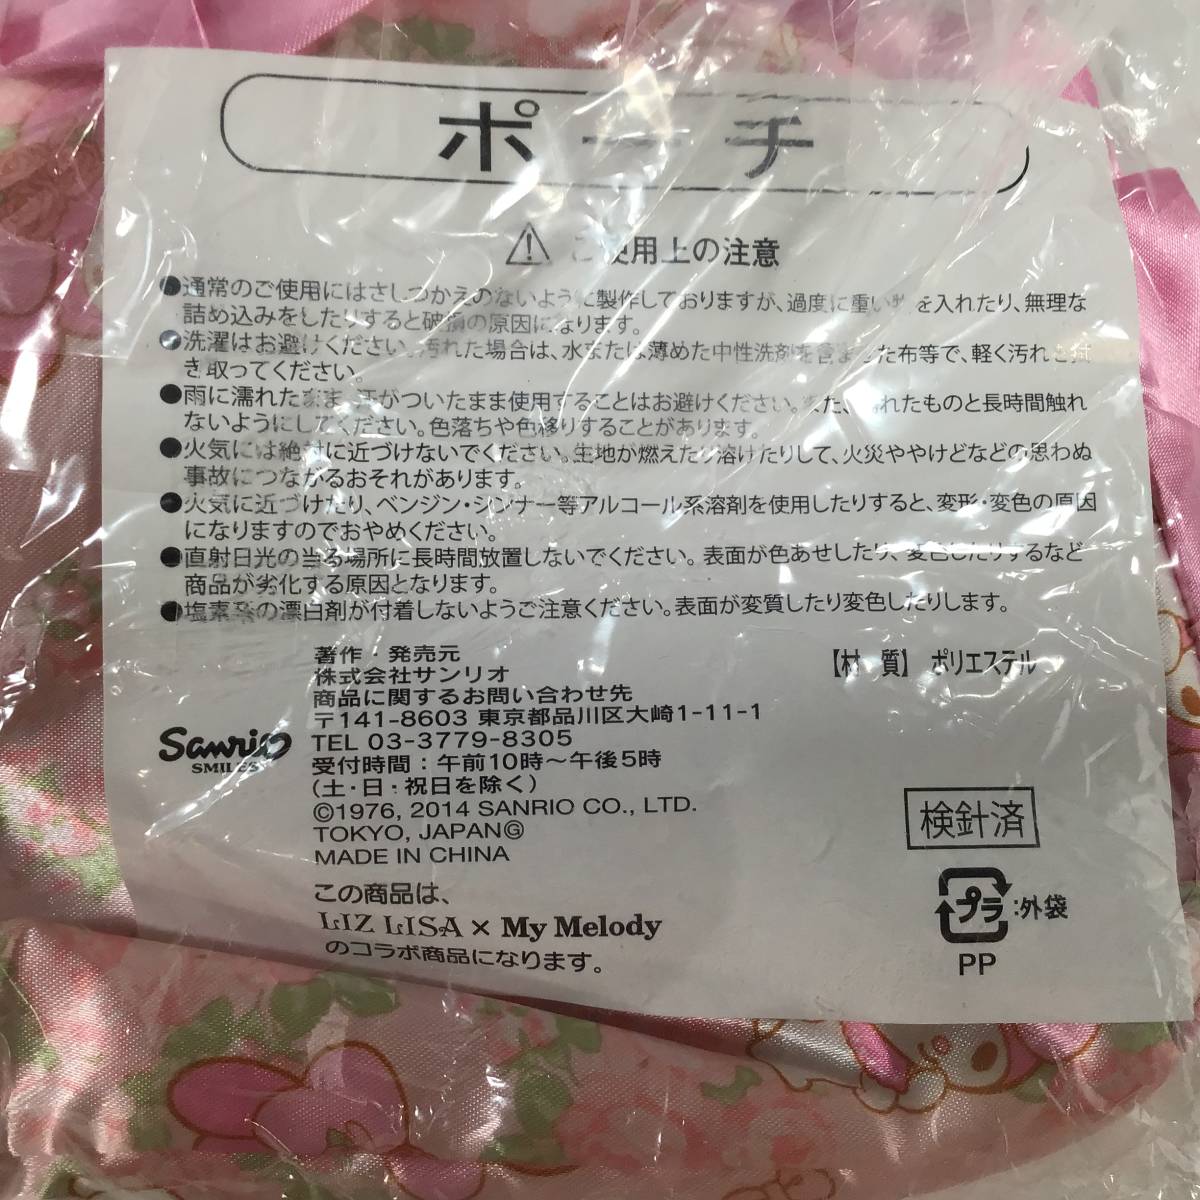 ポーチ
ご使用上の注意
●通常のご使用にはさしつかえのないように製作しておりますが、過度に重い物を入れたり、無理な
詰め込みをしたりすると破損の原因になります。
●洗濯はお避けください。汚れた場合は、水または薄めた中性洗剤を含ませた布等で、軽く汚れを拭
き取ってください。
●雨に濡れたまま、汗がついたまま使用することはお避けください。また、濡れたものと長時間触れ
ないようにしてください。色落ちや色移りすることがあります。
●火気には絶対に近づけないでください。生地が燃えたり溶けたりして、火災ややけどなどの思わぬ
事故につながるおそれがあります。
●火気に近づけたり、ベンジン・シンナー等アルコール系溶剤を使用したりすると、変形・変色の原因
になりますのでおやめください。
●直射日光の当る場所に長時間放置しないでください。表面が色あせしたり、変色したりするなど
商品が劣化する原因となります。
●塩素系の漂白剤が付着しないようご注意ください。表面が変質したり変色したりします。
著作・発売元
株式会社サンリオ
商品に関するお問い合わせ先
〒141-8603 東京都品川区大崎1-11-1
TEL 03-3779-8305
受付時間：午前10時〜午後5時
(土・日・祝日を除く)
©1976, 2014 SANRIO CO., LTD.
TOKYO, JAPAN Ⓖ
MADE IN CHINA
Sanrio
SMILES
この商品は、
LIZ LISA × My Melody
のコラボ商品になります。
【材　質】 ポリエステル
検針済
プラ:外袋
PP